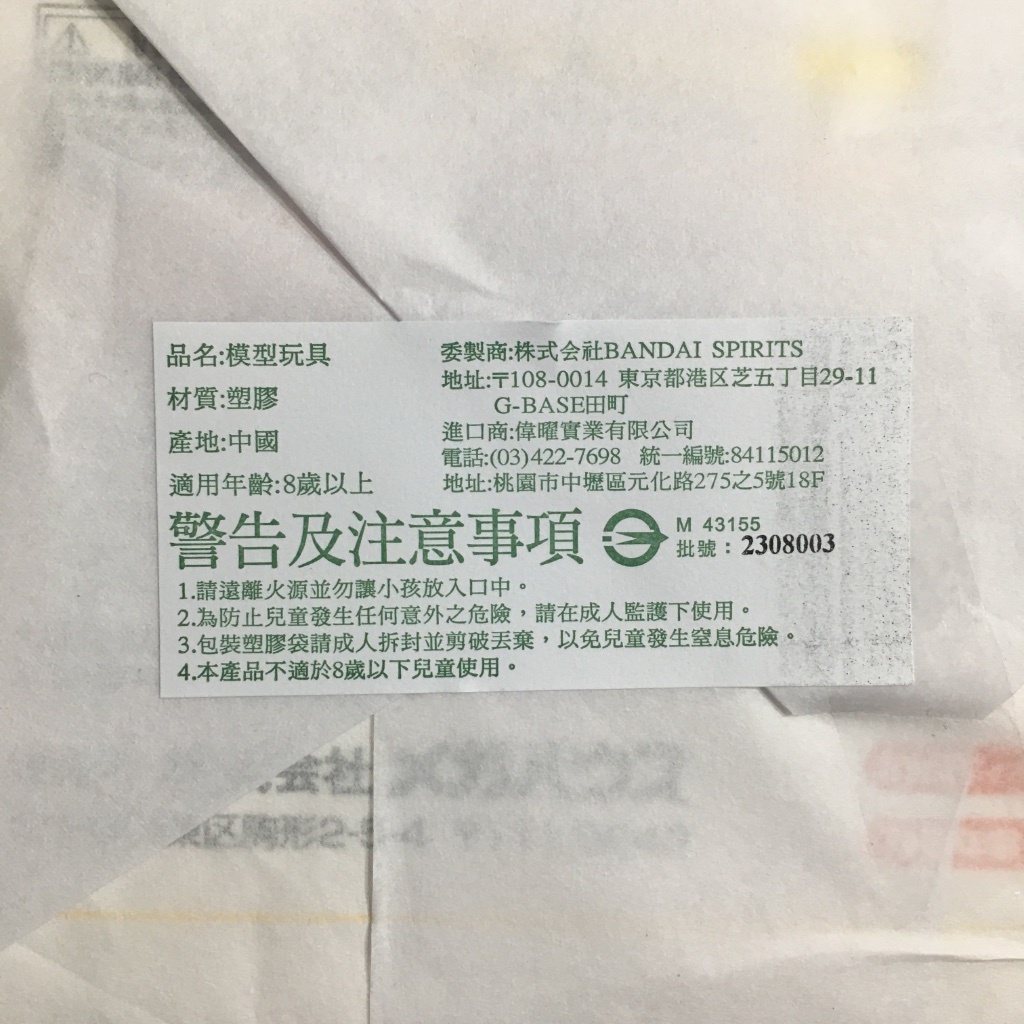 品名:模型玩具
材質:塑膠
產地:中國
適用年齡:8歲以上
委製商:株式会社BANDAI SPIRITS
地址:〒108-0014 東京都港区芝五丁目29-11
G-BASE田町
進口商:偉曜實業有限公司
電話:(03)422-7698 統一編號:84115012
地址:桃園市中壢區元化路275之5號18F
警告及注意事項
M 43155
批號：2308003
1.請遠離火源並勿讓小孩放入口中。
2.為防止兒童發生任何意外之危險，請在成人監護下使用。
3.包裝塑膠袋請成人拆封並剪破丟棄，以免兒童發生窒息危險。
4.本產品不適於8歲以下兒童使用。
会社
区駒形2-5-4